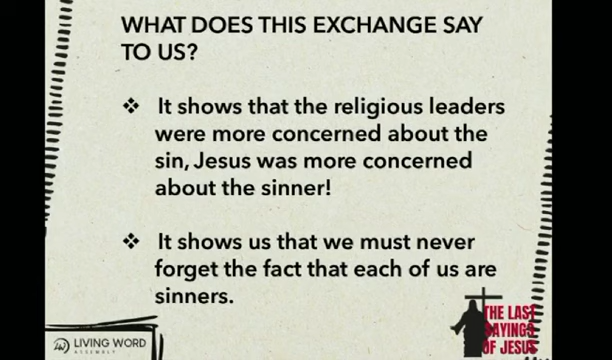 WHAT DOES THIS EXCHANGE SAY
TO US?
❖ It shows that the religious leaders
were more concerned about the
sin, Jesus was more concerned
about the sinner!
❖ It shows us that we must never
forget the fact that each of us are
sinners.
LIVING WORD
ASSEMBLY
THE LAST
SAYINGS
OF JESUS